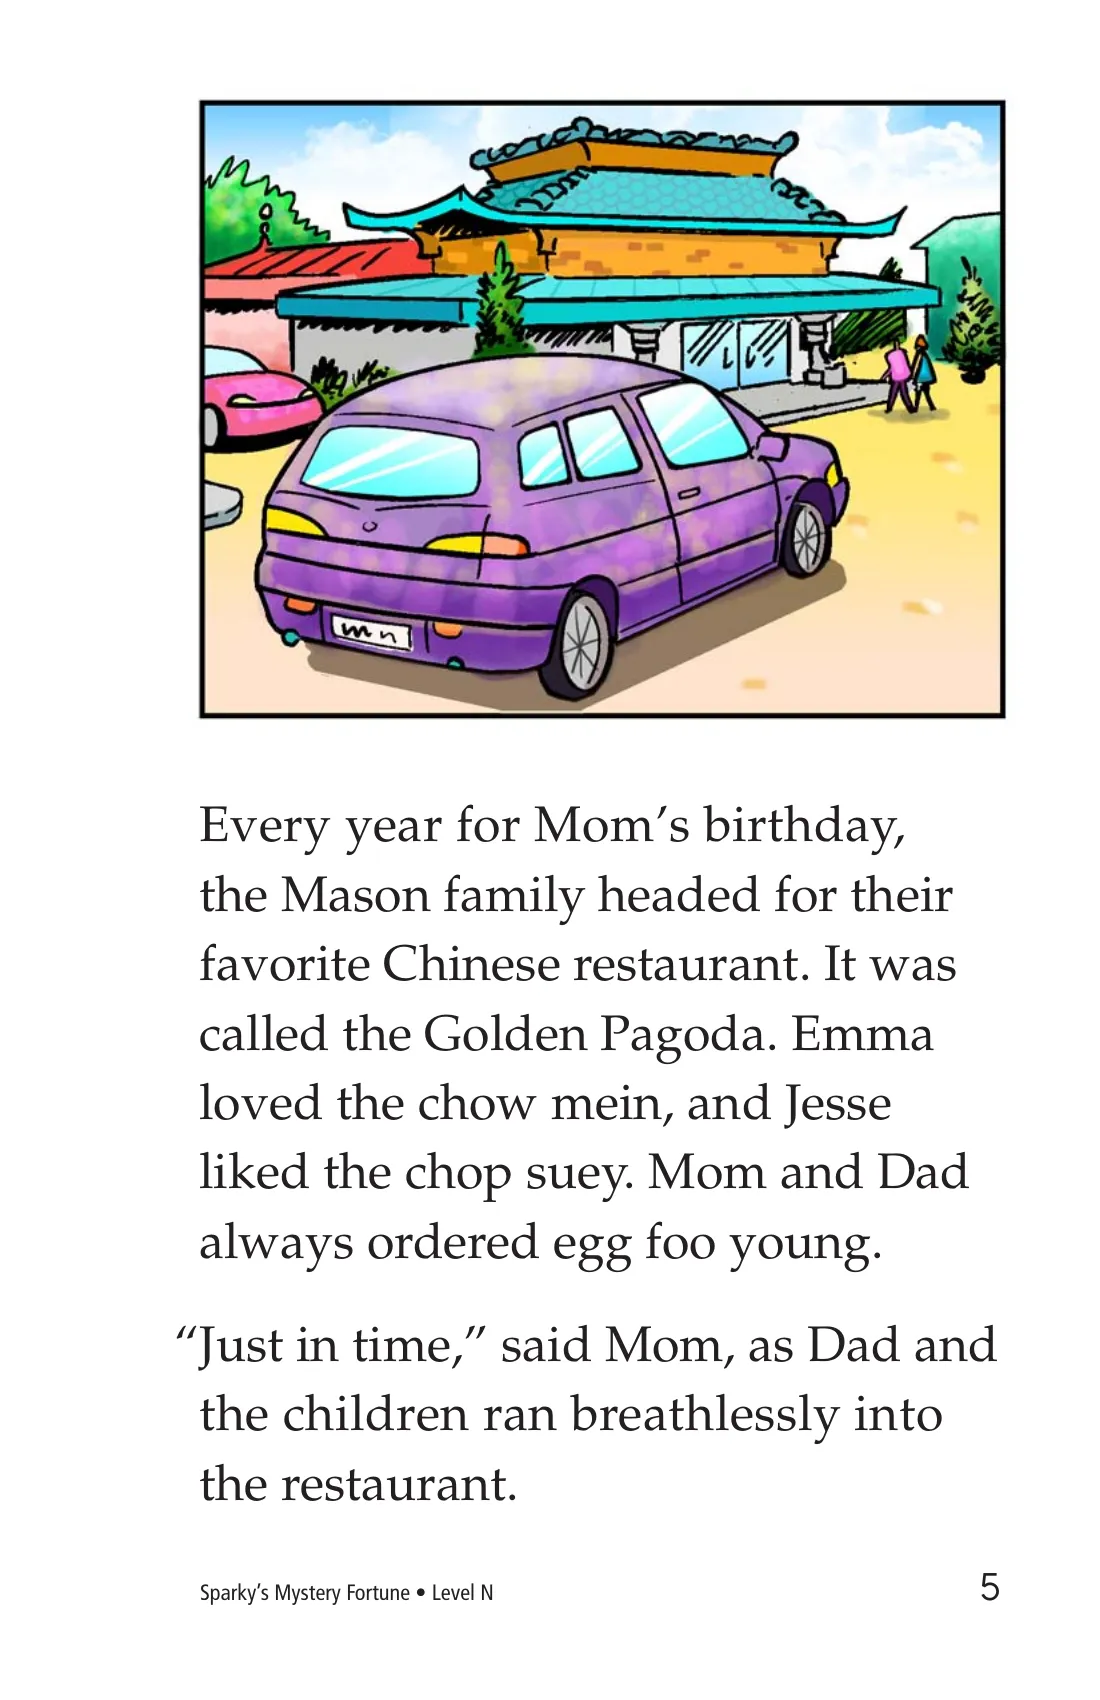 Every year for Mom’s birthday,
the Mason family headed for their
favorite Chinese restaurant. It was
called the Golden Pagoda. Emma
loved the chow mein, and Jesse
liked the chop suey. Mom and Dad
always ordered egg foo young.
“Just in time,” said Mom, as Dad and
the children ran breathlessly into
the restaurant.
Sparky’s Mystery Fortune • Level N 5